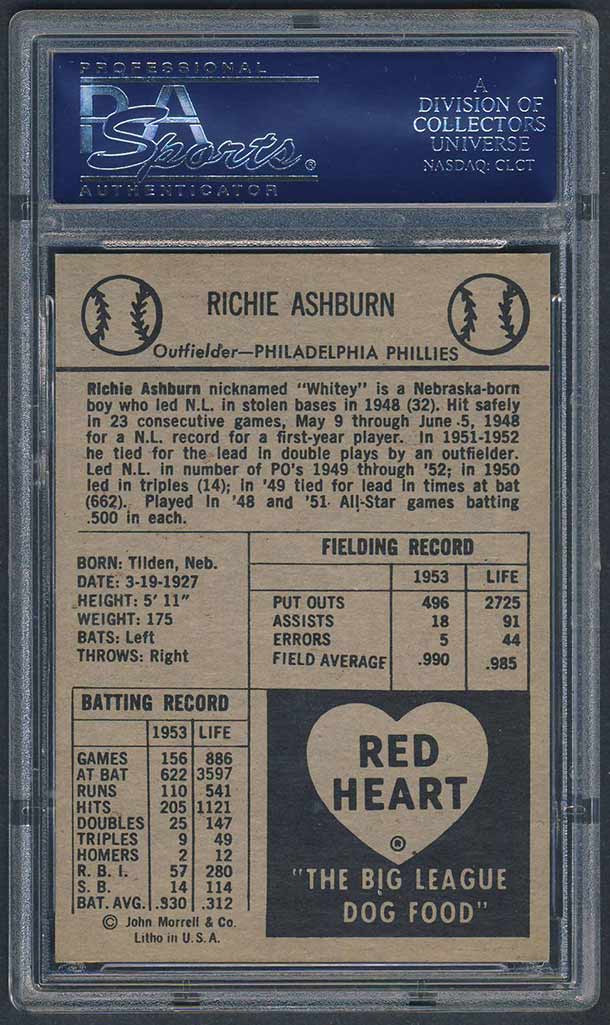 PROFESSIONAL
PSA
Sports®
AUTHENTICATOR
A
DIVISION OF
COLLECTORS
UNIVERSE
NASDAQ: CLCT
RICHIE ASHBURN
Outfielder—PHILADELPHIA PHILLIES
Richie Ashburn nicknamed "Whitey" is a Nebraska-born
boy who led N.L. in stolen bases in 1948 (32). Hit safely
in 23 consecutive games, May 9 through June 5, 1948
for a N.L. record for a first-year player. In 1951-1952
he tied for the lead in double plays by an outfielder.
Led N.L. in number of PO's 1949 through '52; in 1950
led in triples (14); in '49 tied for lead in times at bat
(662). Played in '48 and '51 All-Star games batting
.500 in each.
BORN: Tilden, Neb.
DATE: 3-19-1927
HEIGHT: 5' 11"
WEIGHT: 175
BATS: Left
THROWS: Right
FIELDING RECORD
1953 LIFE
PUT OUTS 496 2725
ASSISTS 18 91
ERRORS 5 44
FIELD AVERAGE .990 .985
BATTING RECORD
1953 LIFE
GAMES 156 886
AT BAT 622 3597
RUNS 110 541
HITS 205 1121
DOUBLES 25 147
TRIPLES 9 49
HOMERS 2 12
R. B. I. 57 280
S. B. 14 114
BAT. AVG. .330 .312
© John Morrell & Co.
Litho in U.S.A.
RED
HEART
®
"THE BIG LEAGUE
DOG FOOD"